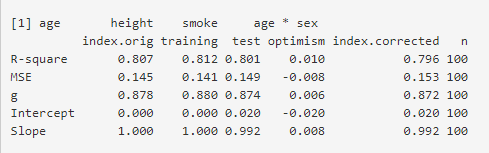 [1] age height smoke age * sex
index.orig training test optimism index.corrected n
R-square 0.807 0.812 0.801 0.010 0.796 100
MSE 0.145 0.141 0.149 -0.008 0.153 100
g 0.878 0.880 0.874 0.006 0.872 100
Intercept 0.000 0.000 0.020 -0.020 0.020 100
Slope 1.000 1.000 0.992 0.008 0.992 100